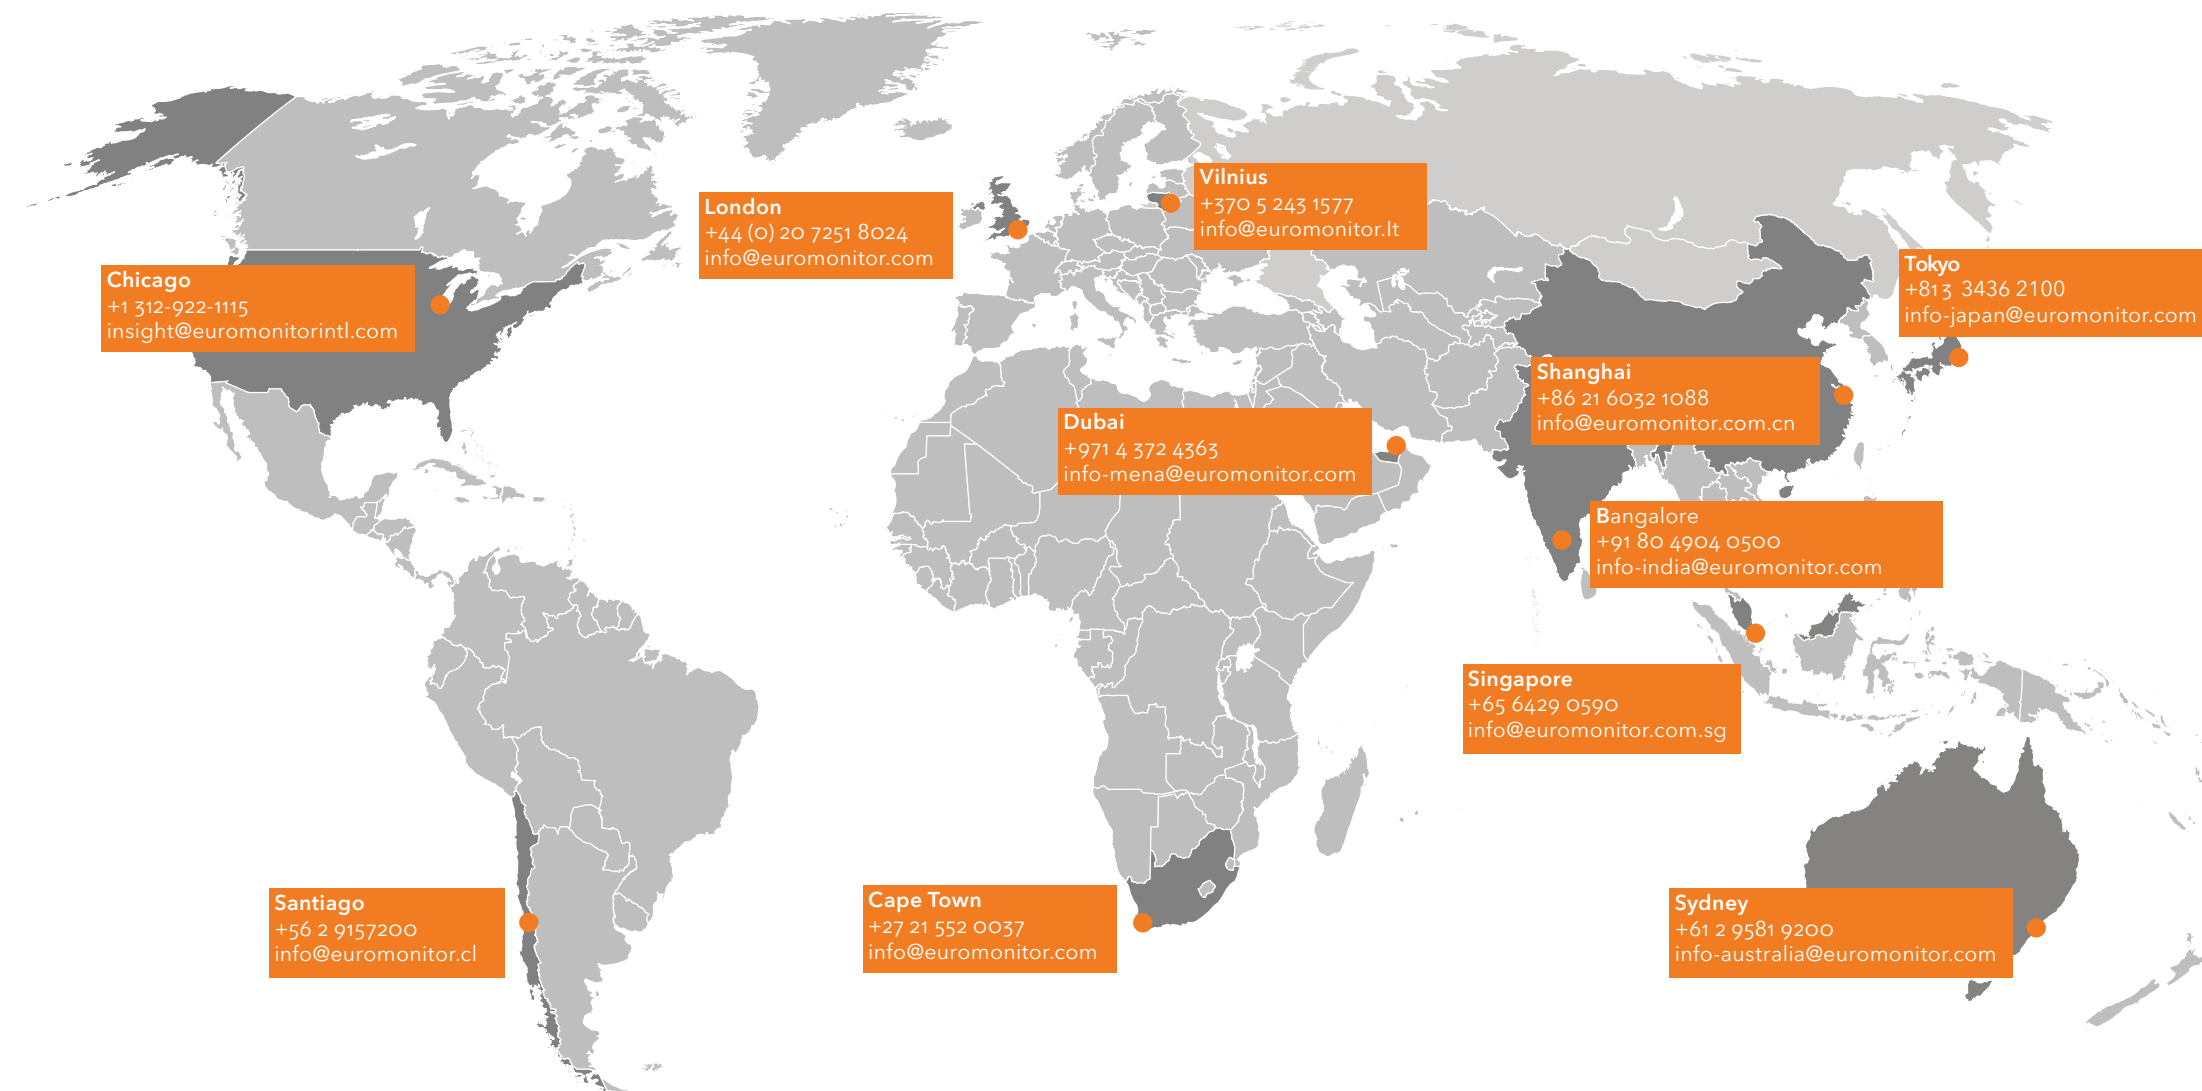 Vilnius
+370 5 243 1577
info@euromonitor.lt
London
+44 (0) 20 7251 8024
info@euromonitor.com
Chicago
+1 312-922-1115
insight@euromonitorintl.com
Tokyo
+813 3436 2100
info-japan@euromonitor.com
Shanghai
+86 21 6032 1088
info@euromonitor.com.cn
Dubai
+971 4 372 4363
info-mena@euromonitor.com
Bangalore
+91 80 4904 0500
info-india@euromonitor.com
Singapore
+65 6429 0590
info@euromonitor.com.sg
Santiago
+56 2 9157200
info@euromonitor.cl
Cape Town
+27 21 552 0037
info@euromonitor.com
Sydney
+61 2 9581 9200
info-australia@euromonitor.com